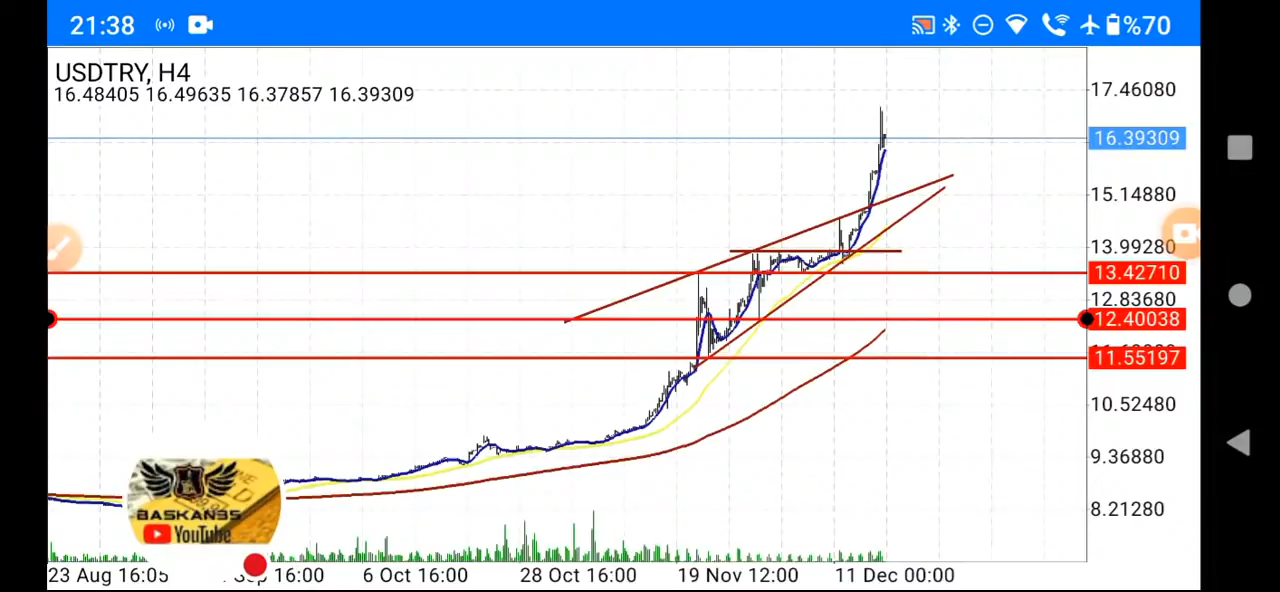 21:38
%70
USDTRY, H4
16.48405 16.49635 16.37857 16.39309
17.46080
16.39309
15.14880
13.99280
13.42710
12.83680
12.40038
11.55197
10.52480
9.36880
8.21280
BASKAN35
YouTube
23 Aug 16:05
16:00
6 Oct 16:00
28 Oct 16:00
19 Nov 12:00
11 Dec 00:00